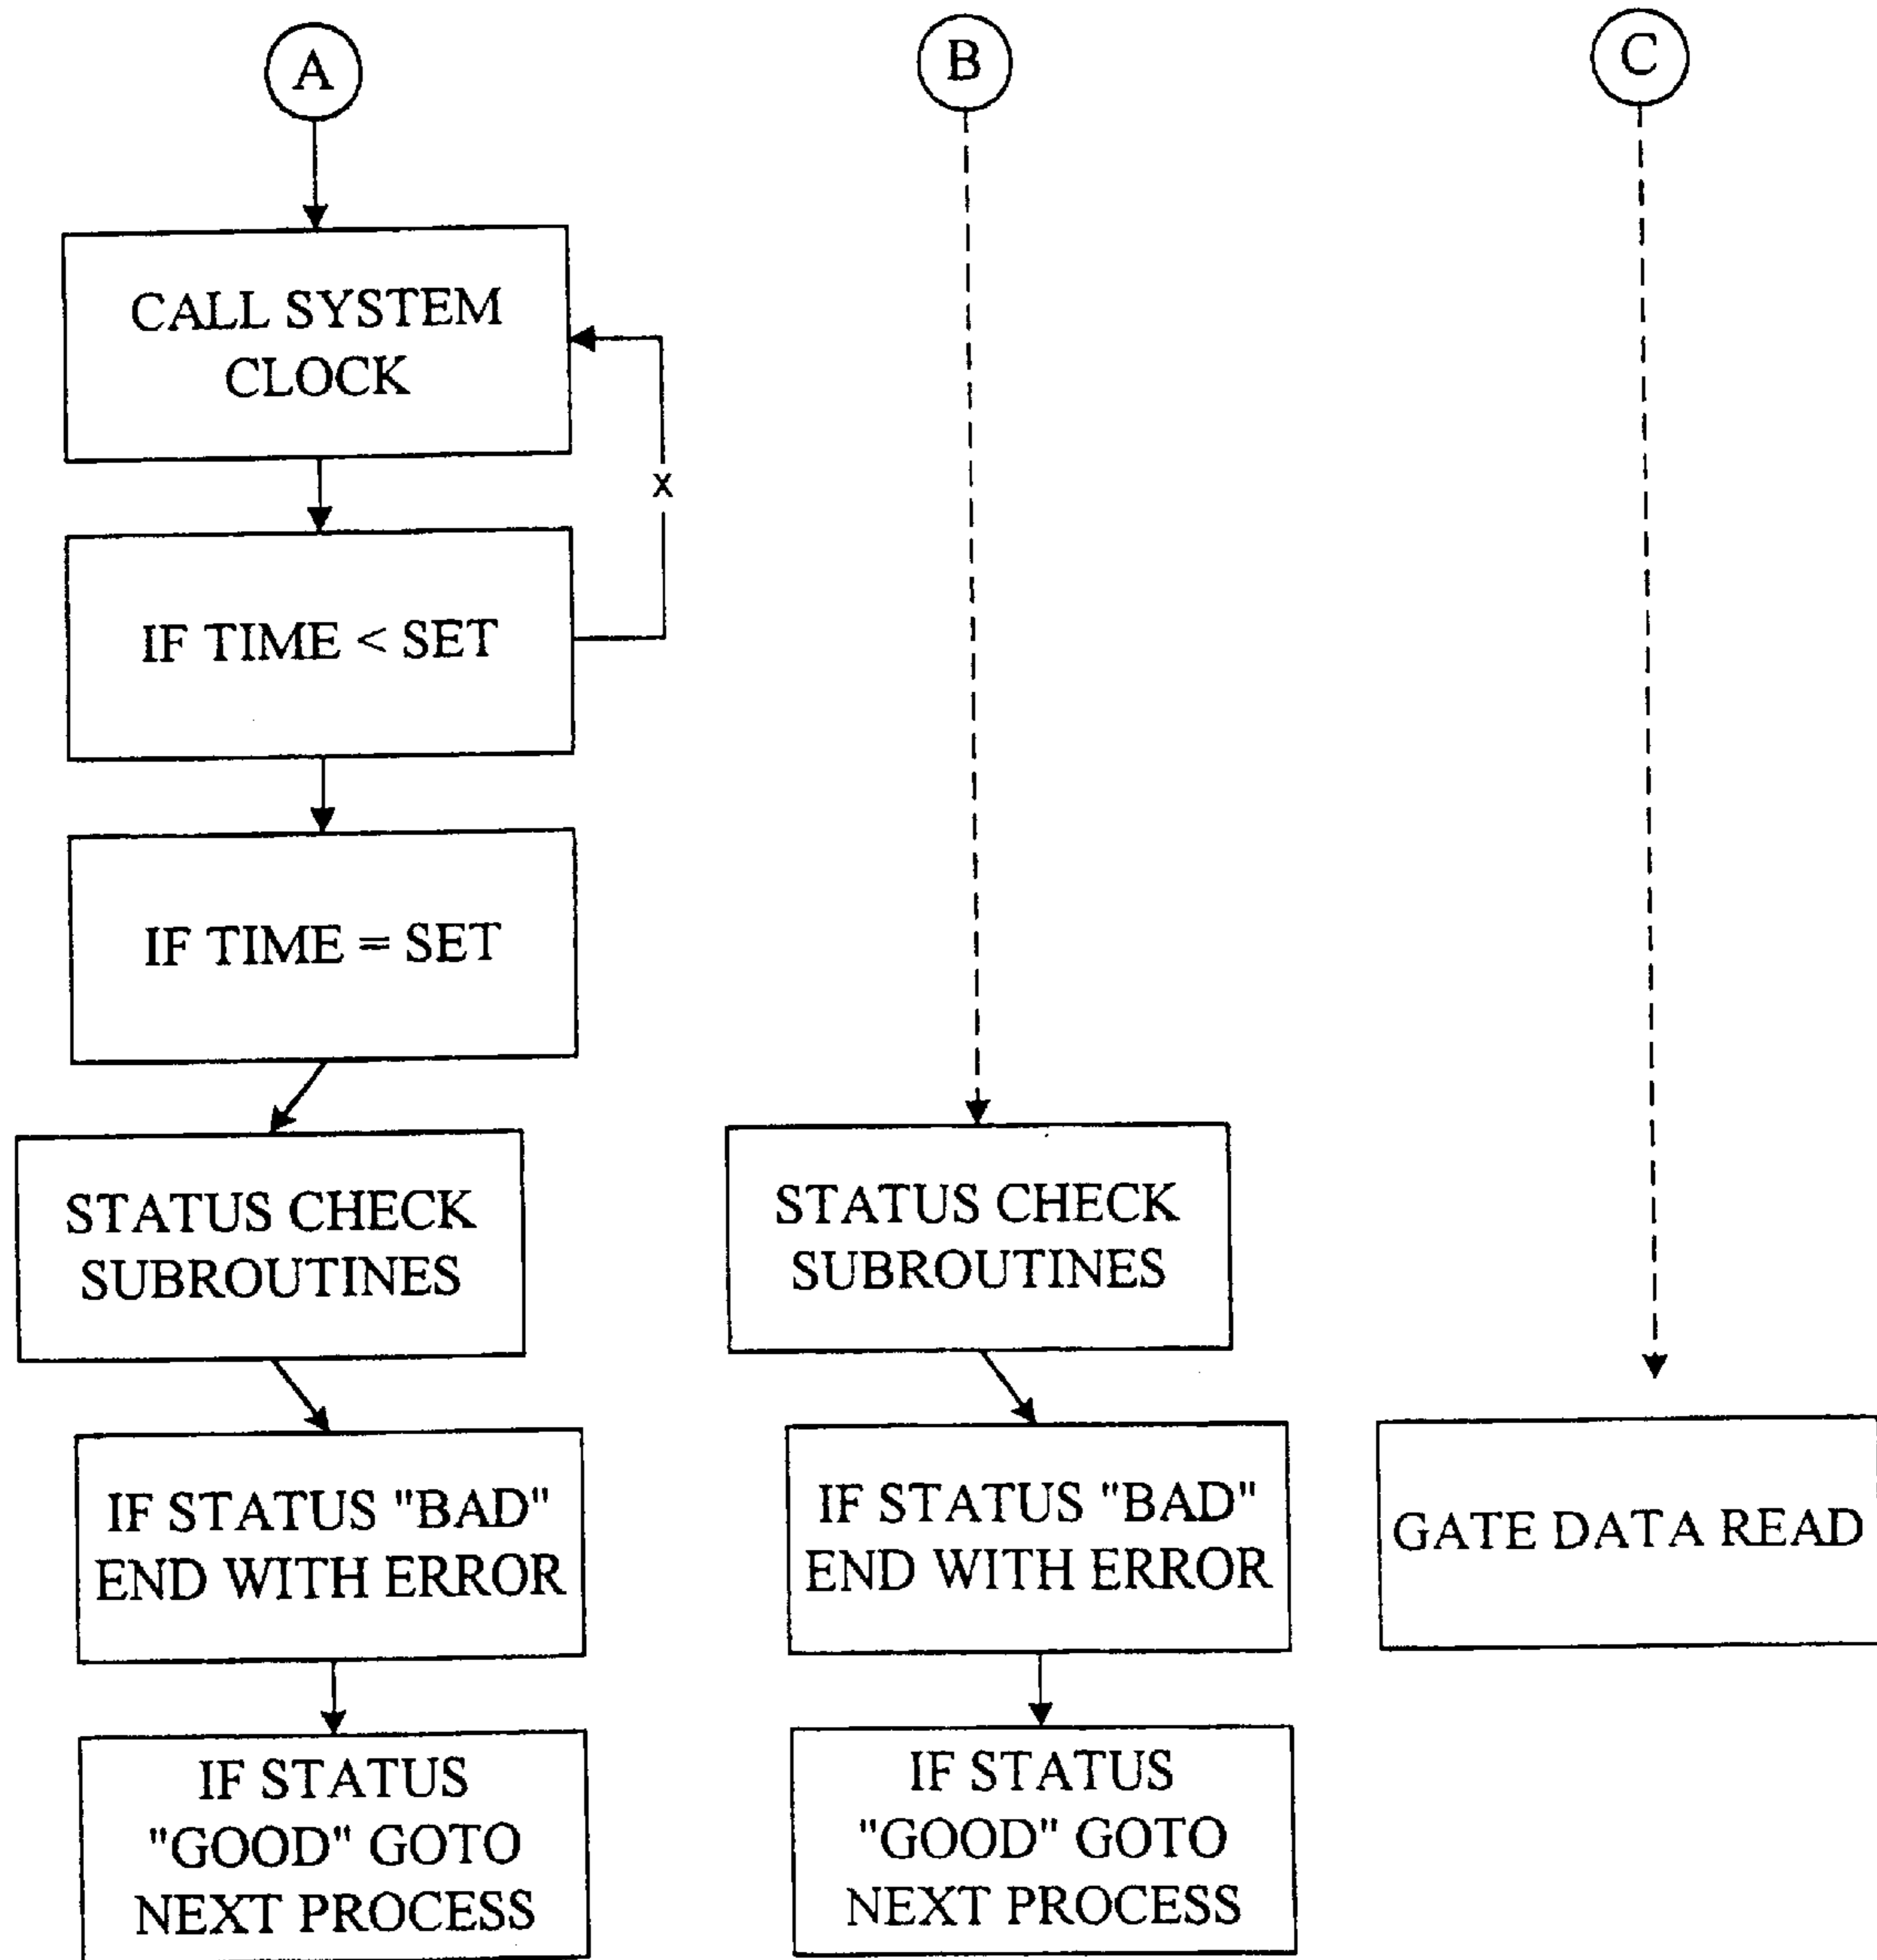 A
B
C
CALL SYSTEM
CLOCK
X
IF TIME < SET
IF TIME = SET
STATUS CHECK
SUBROUTINES
IF STATUS "BAD"
END WITH ERROR
IF STATUS
"GOOD" GOTO
NEXT PROCESS
STATUS CHECK
SUBROUTINES
IF STATUS "BAD"
END WITH ERROR
IF STATUS
"GOOD" GOTO
NEXT PROCESS
GATE DATA READ